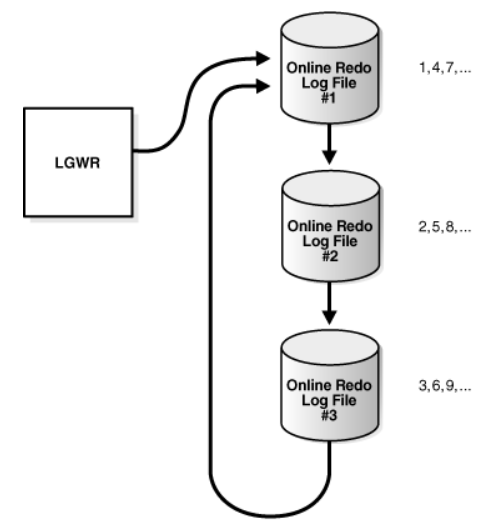 Online Redo
Log File
#1
1,4,7,...
LGWR
Online Redo
Log File
#2
2,5,8,...
Online Redo
Log File
#3
3,6,9,...